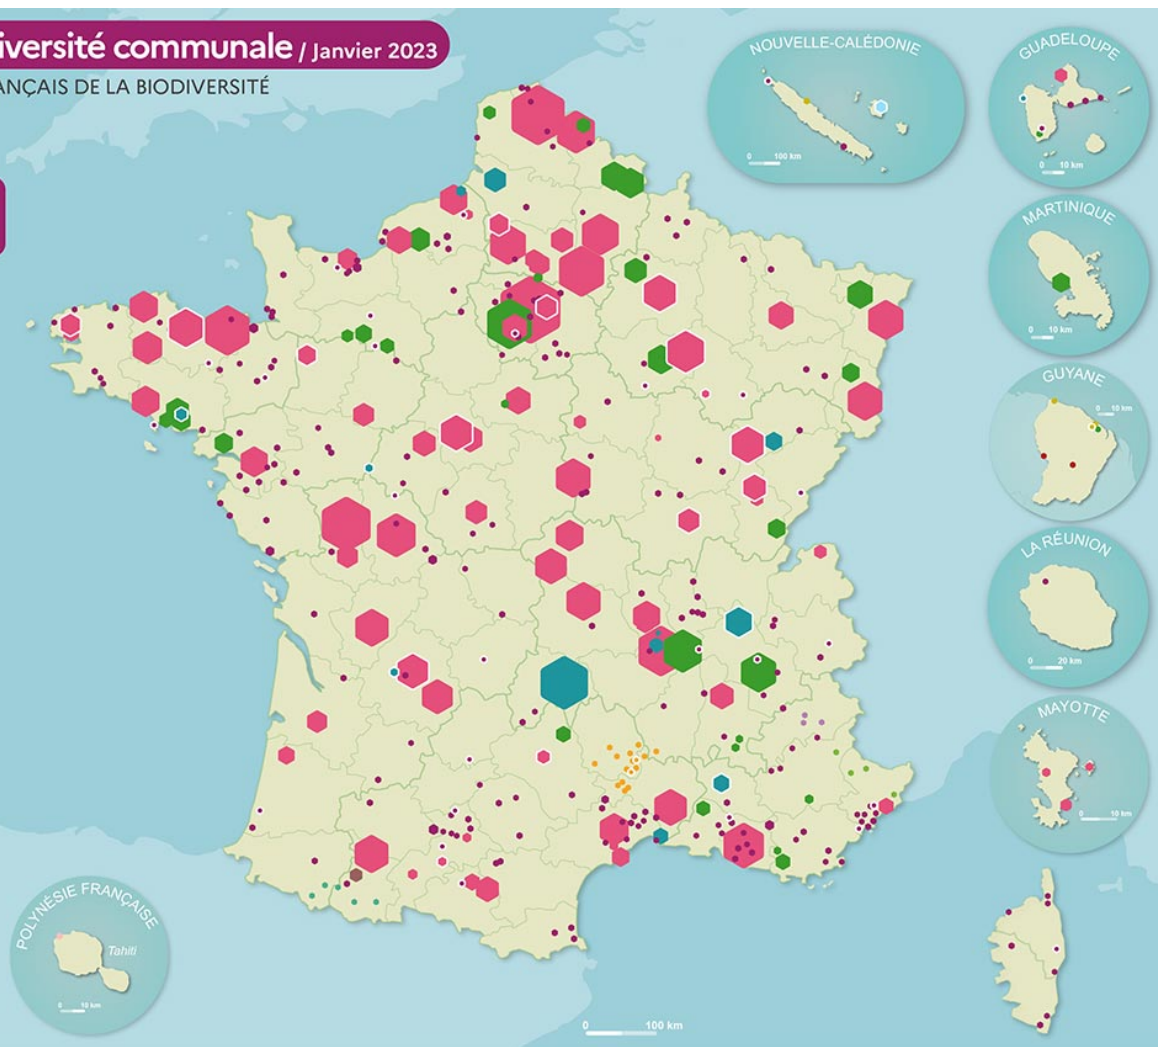 iversité communale / Janvier 2023
ANÇAIS DE LA BIODIVERSITÉ
NOUVELLE-CALÉDONIE
0 100 km
GUADELOUPE
0 10 km
MARTINIQUE
0 10 km
GUYANE
0 10 km
LA RÉUNION
0 20 km
MAYOTTE
0 10 km
POLYNÉSIE FRANÇAISE
Tahiti
0 10 km
0 100 km